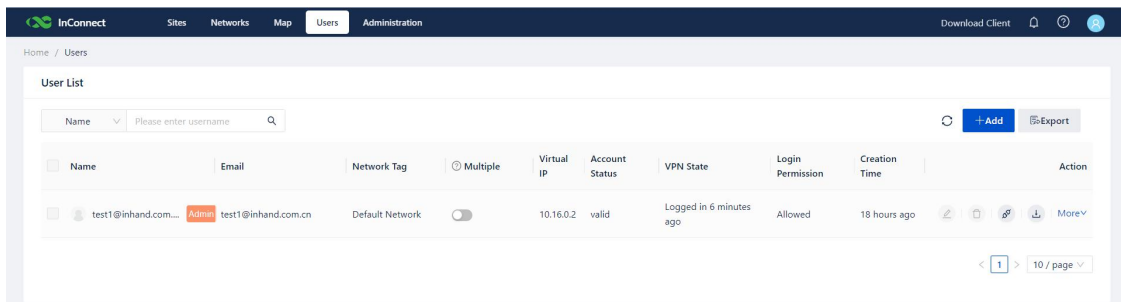 InConnect Sites Networks Map Users Administration Download Client
Home / Users
User List
Name Please enter username +Add Export
Name Email Network Tag Multiple Virtual IP Account Status VPN State Login Permission Creation Time Action
test1@inhand.com.... Admin test1@inhand.com.cn Default Network 10.16.0.2 valid Logged in 6 minutes ago Allowed 18 hours ago More
< 1 > 10 / page